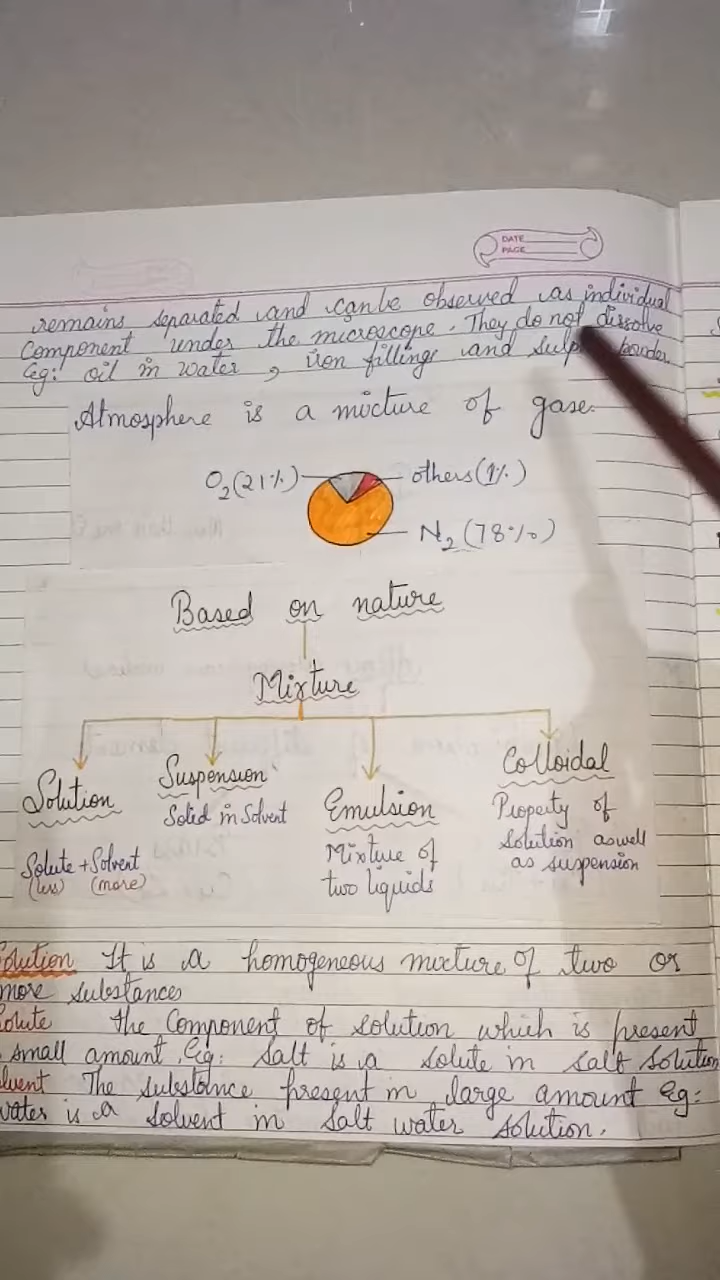 DATE
PAGE
remains separated and canbe observed as individual
component under the microscope. They do not dissolve
Eg: oil in water, iron fillings and
Atmosphere is a mixture of gase
O2 (21%) others (1%)
N2 (78%)
Based on nature
Mixture
Solution Suspension Emulsion Colloidal
Solute + Solvent
(less) (more)
Solid in Solvent
Mixture of
two liquids
Property of
solution aswell
as suspension
olution It is a homogeneous mixture of two or
more substances
olute the component of solution which is present
small amount. Eg: Salt is a solute in salt solution
lvent The substance present in large amount Eg:
water is a solvent in salt water solution.